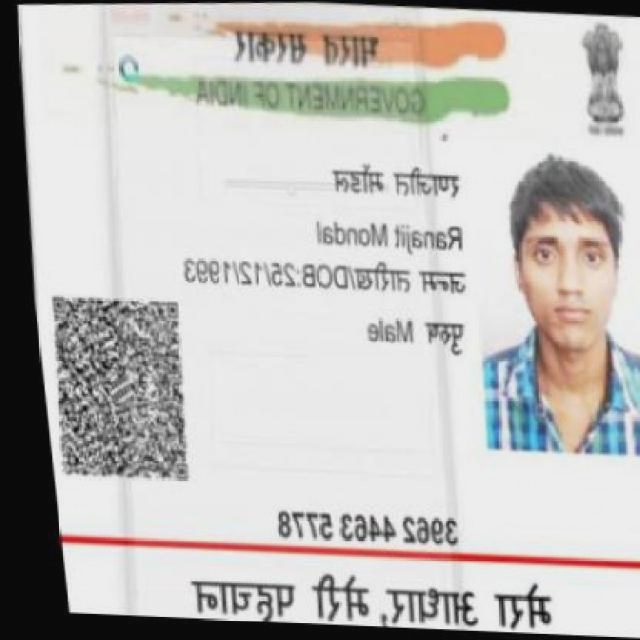 भारत सरकार
GOVERNMENT OF INDIA
रणजीत मोंडल
Ranajit Mondal
जन्म तारीख/DOB:25/12/1993
पुरुष Male
3962 4463 5778
मेरा आधार, मेरी पहचान